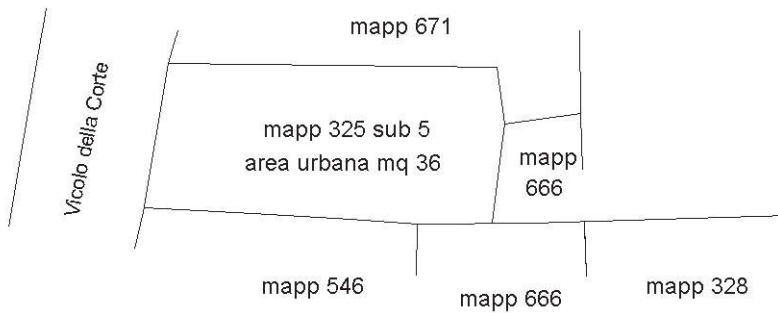 mapp 671
Vicolo della Corte
mapp 325 sub 5
area urbana mq 36
mapp
666
mapp 546
mapp 666
mapp 328